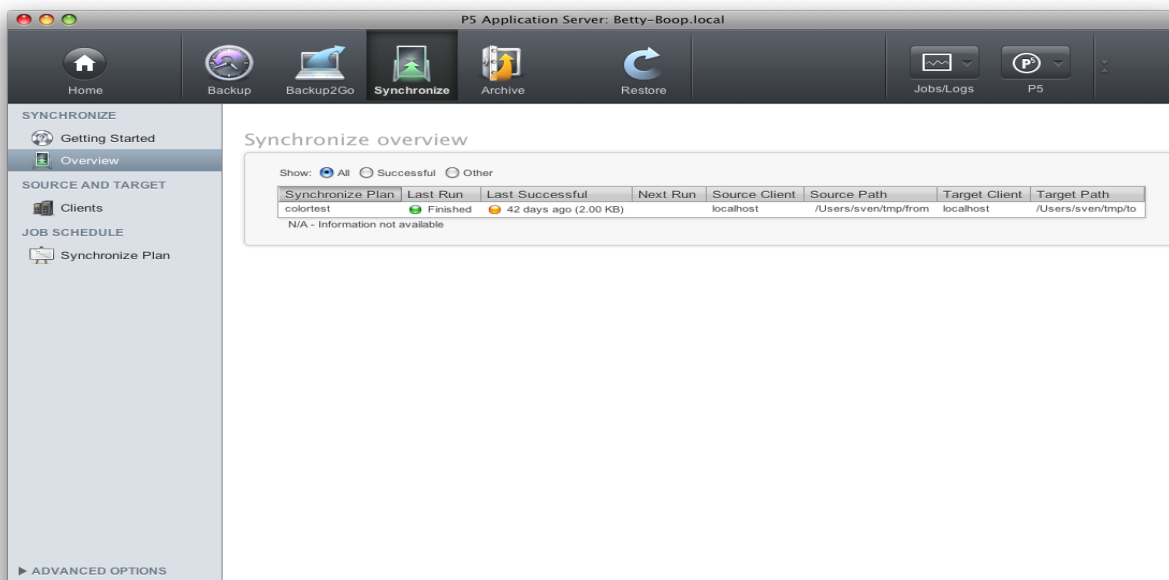 P5 Application Server: Betty-Boop.local
Home
Backup
Backup2Go
Synchronize
Archive
Restore
Jobs/Logs
P5
SYNCHRONIZE
Getting Started
Overview
SOURCE AND TARGET
Clients
JOB SCHEDULE
Synchronize Plan
ADVANCED OPTIONS
Synchronize overview
Show: All Successful Other
Synchronize Plan Last Run Last Successful Next Run Source Client Source Path Target Client Target Path
colortest Finished 42 days ago (2.00 KB) localhost /Users/sven/tmp/from localhost /Users/sven/tmp/to
N/A - Information not available